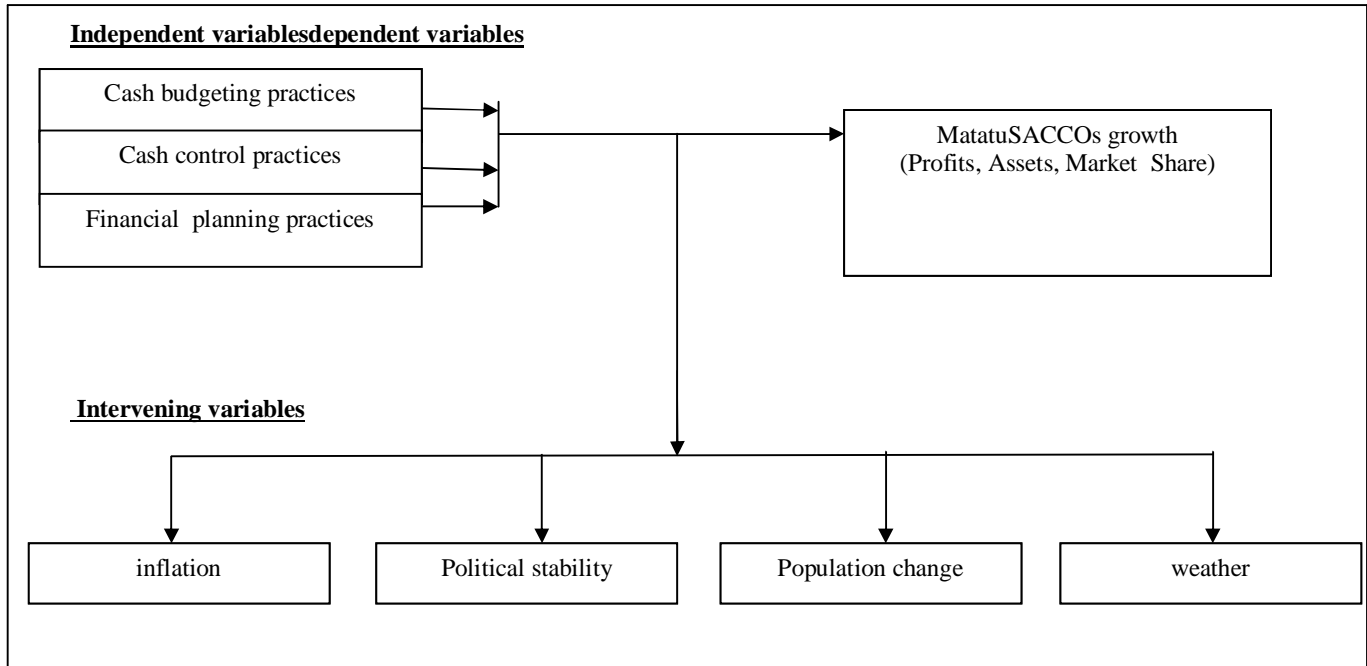 Independent variablesdependent variables
Cash budgeting practices
Cash control practices
Financial planning practices
MatatuSACCOs growth
(Profits, Assets, Market Share)
Intervening variables
inflation
Political stability
Population change
weather